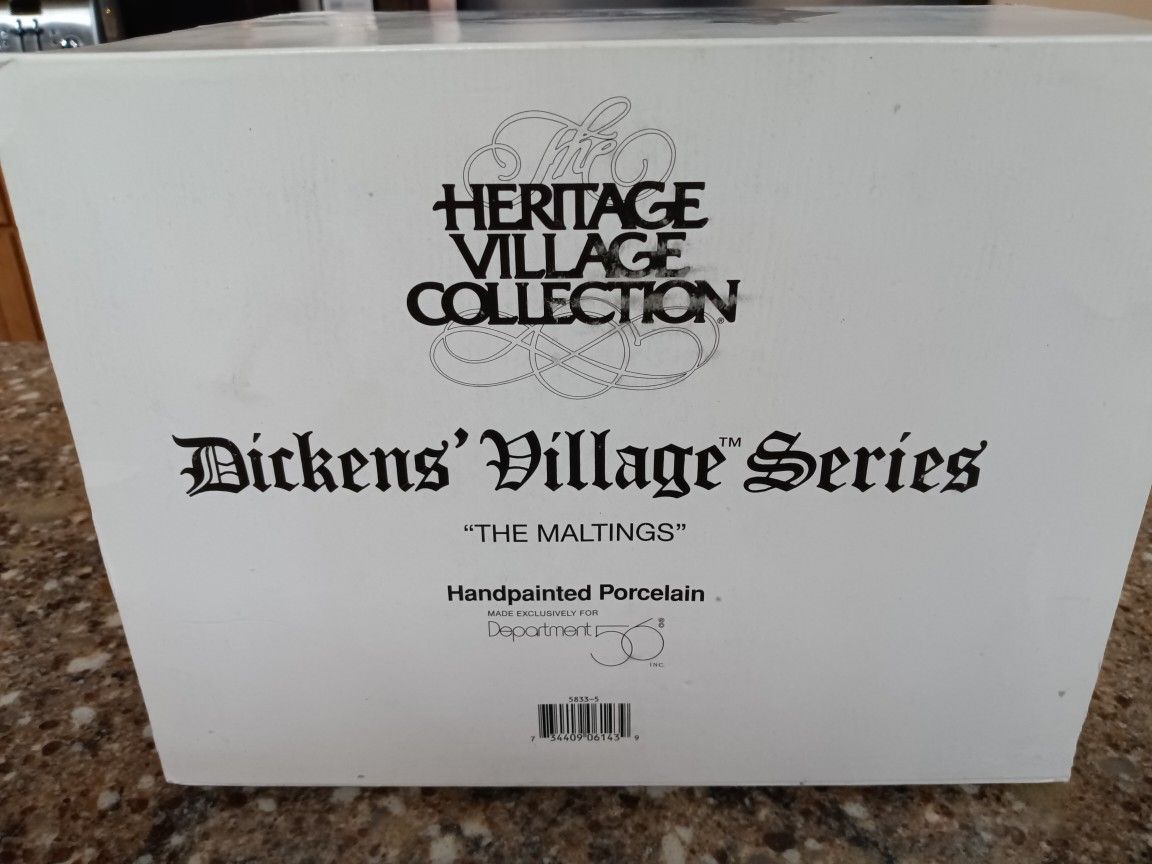 The
HERITAGE
VILLAGE
COLLECTION®
Dickens' Village™ Series
“THE MALTINGS”
Handpainted Porcelain
MADE EXCLUSIVELY FOR
Department 56®
INC.
5833-5
7 34409 06143 9